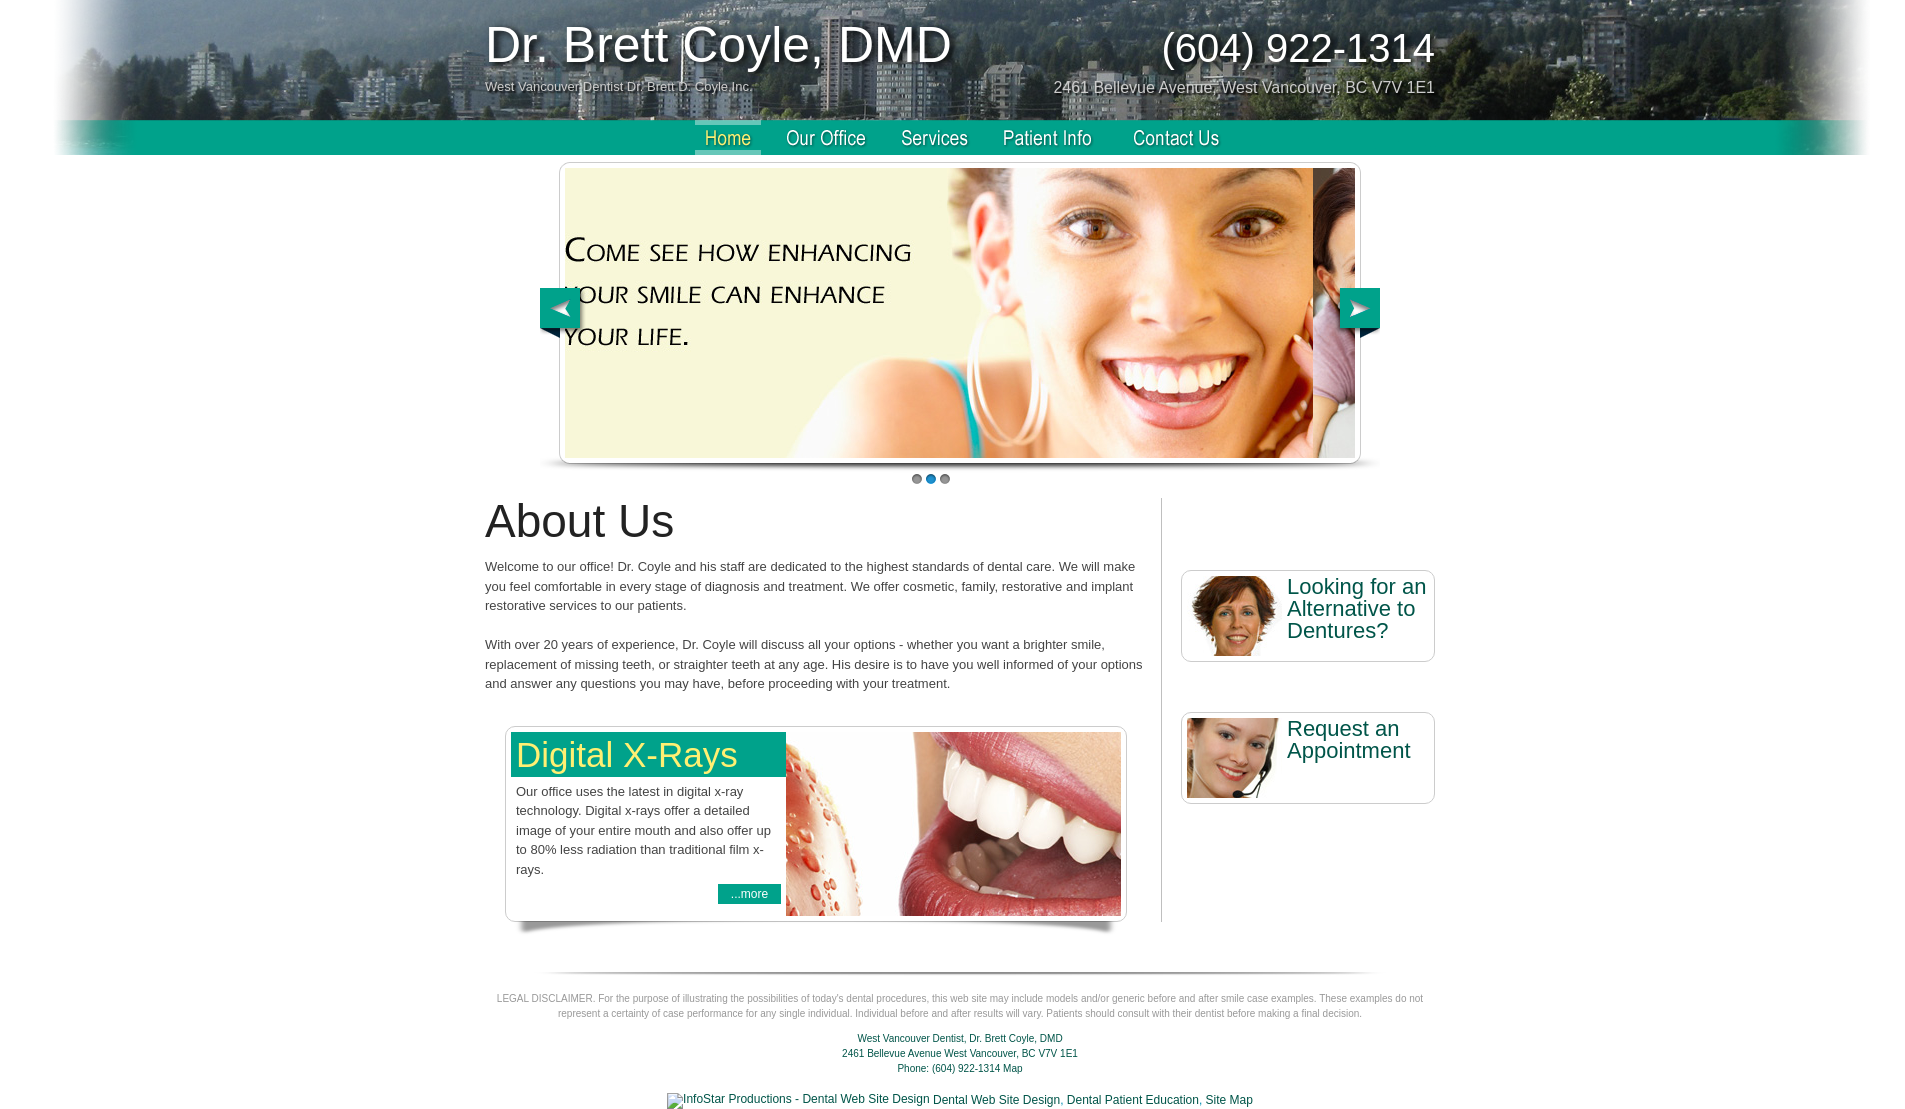 Dr. Brett Coyle, DMD
(604) 922-1314
West Vancouver Dentist Dr. Brett D. Coyle,Inc.
2461 Bellevue Avenue, West Vancouver, BC V7V 1E1
Home Our Office Services Patient Info Contact Us
Come see how enhancing
your smile can enhance
your life.
About Us
Welcome to our office! Dr. Coyle and his staff are dedicated to the highest standards of dental care. We will make
you feel comfortable in every stage of diagnosis and treatment. We offer cosmetic, family, restorative and implant
restorative services to our patients.
With over 20 years of experience, Dr. Coyle will discuss all your options - whether you want a brighter smile,
replacement of missing teeth, or straighter teeth at any age. His desire is to have you well informed of your options
and answer any questions you may have, before proceeding with your treatment.
Looking for an
Alternative to
Dentures?
Request an
Appointment
Digital X-Rays
Our office uses the latest in digital x-ray
technology. Digital x-rays offer a detailed
image of your entire mouth and also offer up
to 80% less radiation than traditional film x-
rays.
...more
LEGAL DISCLAIMER. For the purpose of illustrating the possibilities of today's dental procedures, this web site may include models and/or generic before and after smile case examples. These examples do not
represent a certainty of case performance for any single individual. Individual before and after results will vary. Patients should consult with their dentist before making a final decision.
West Vancouver Dentist, Dr. Brett Coyle, DMD
2461 Bellevue Avenue West Vancouver, BC V7V 1E1
Phone: (604) 922-1314 Map
InfoStar Productions - Dental Web Site Design Dental Web Site Design, Dental Patient Education, Site Map